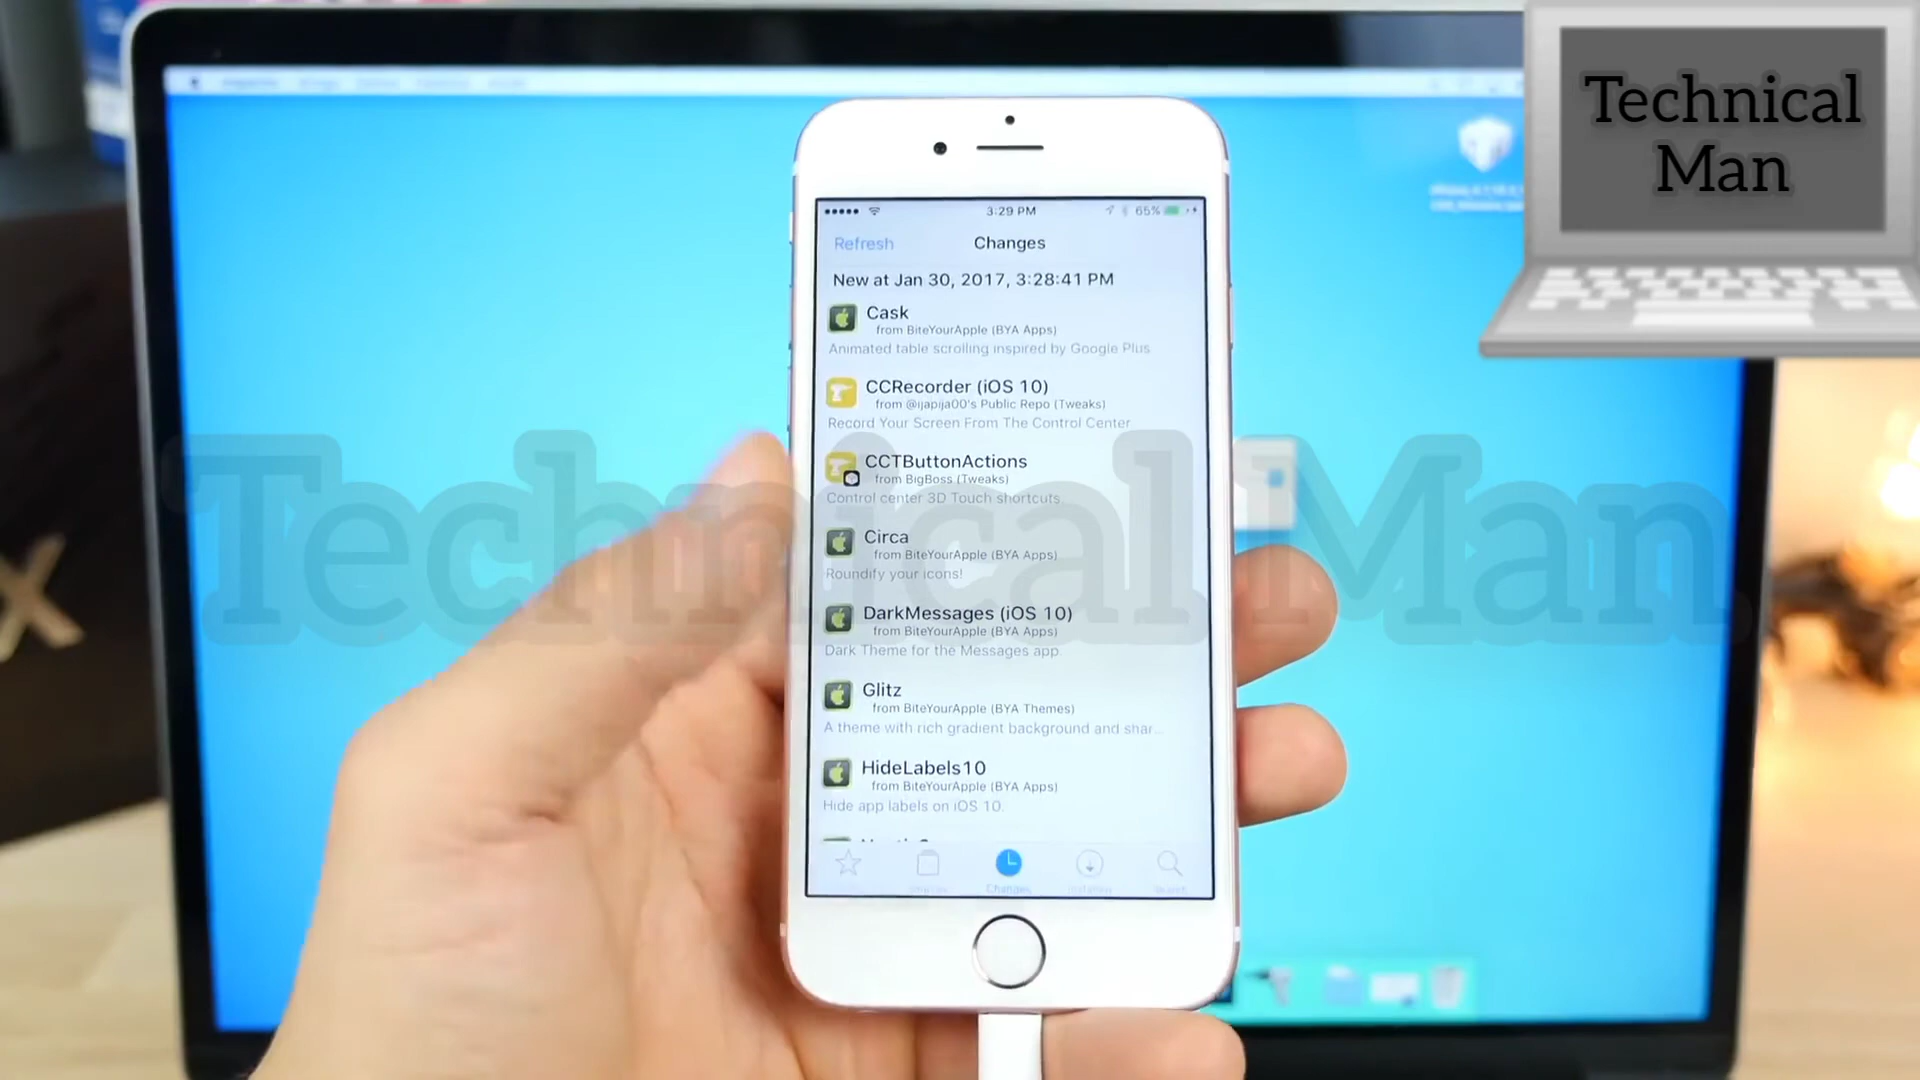 Technical
Man
3:29 PM
65%
Refresh
Changes
New at Jan 30, 2017, 3:28:41 PM
Cask
from BiteYourApple (BYA Apps)
Animated table scrolling inspired by Google Plus
CCRecorder (iOS 10)
from @ijapija00's Public Repo (Tweaks)
Record Your Screen From The Control Center
CCTButtonActions
from BigBoss (Tweaks)
Control center 3D Touch shortcuts.
Circa
from BiteYourApple (BYA Apps)
Roundify your icons!
DarkMessages (iOS 10)
from BiteYourApple (BYA Apps)
Dark Theme for the Messages app.
Glitz
from BiteYourApple (BYA Themes)
A theme with rich gradient background and shar...
HideLabels10
from BiteYourApple (BYA Apps)
Hide app labels on iOS 10.
Changes
Technical Man
X